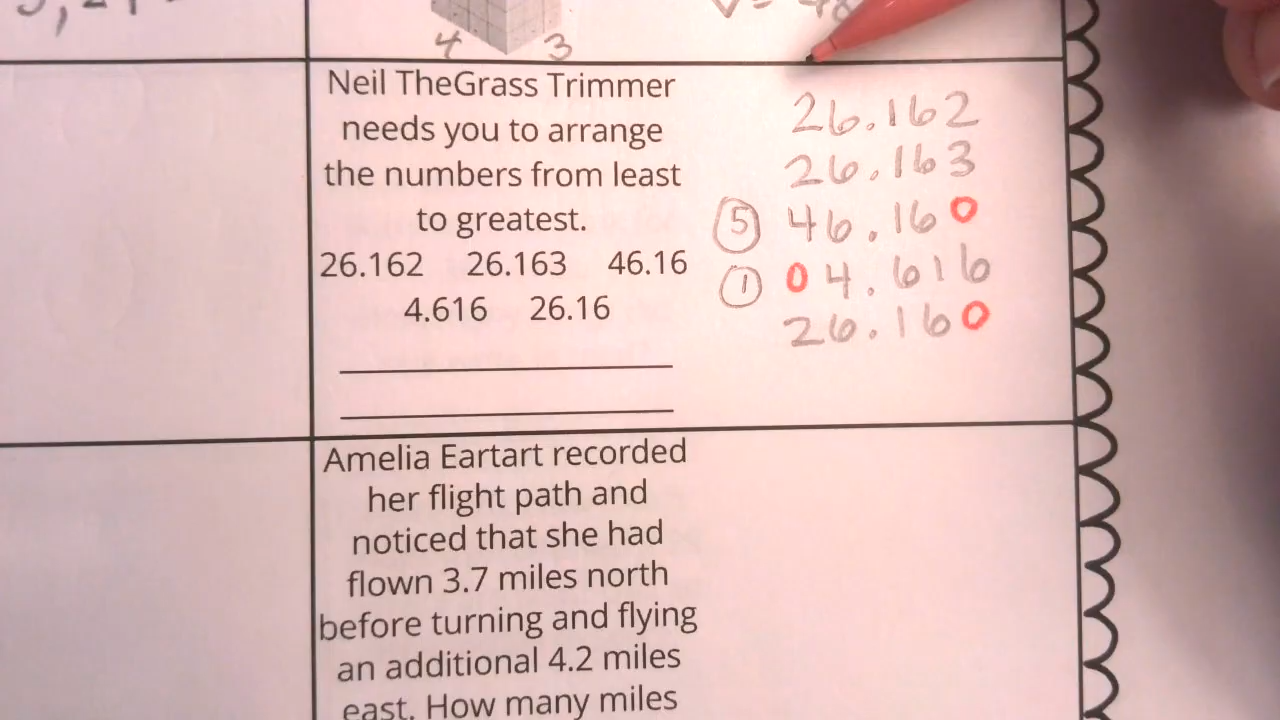 4 3
Neil TheGrass Trimmer
needs you to arrange
the numbers from least
to greatest.
26.162 26.163 46.16
4.616 26.16
26.162
26.163
5 46.160
1 04.616
26.160
Amelia Eartart recorded
her flight path and
noticed that she had
flown 3.7 miles north
before turning and flying
an additional 4.2 miles
east. How many miles